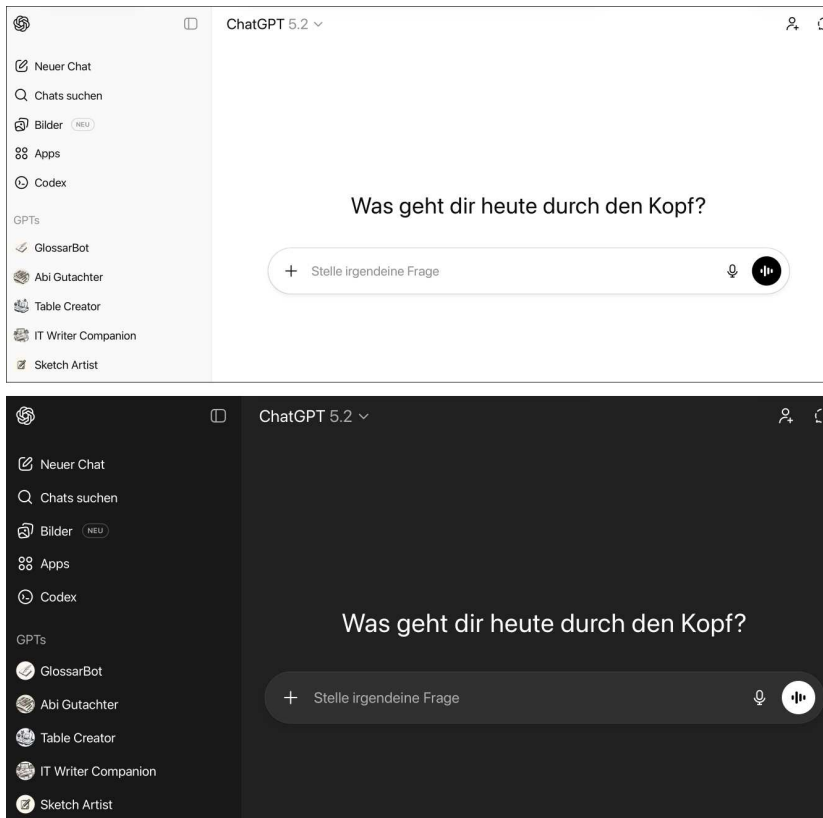 ChatGPT 5.2
Neuer Chat
Chats suchen
Bilder NEU
Apps
Codex
GPTs
GlossarBot
Abi Gutachter
Table Creator
IT Writer Companion
Sketch Artist
Was geht dir heute durch den Kopf?
Stelle irgendeine Frage
ChatGPT 5.2
Neuer Chat
Chats suchen
Bilder NEU
Apps
Codex
GPTs
GlossarBot
Abi Gutachter
Table Creator
IT Writer Companion
Sketch Artist
Was geht dir heute durch den Kopf?
Stelle irgendeine Frage